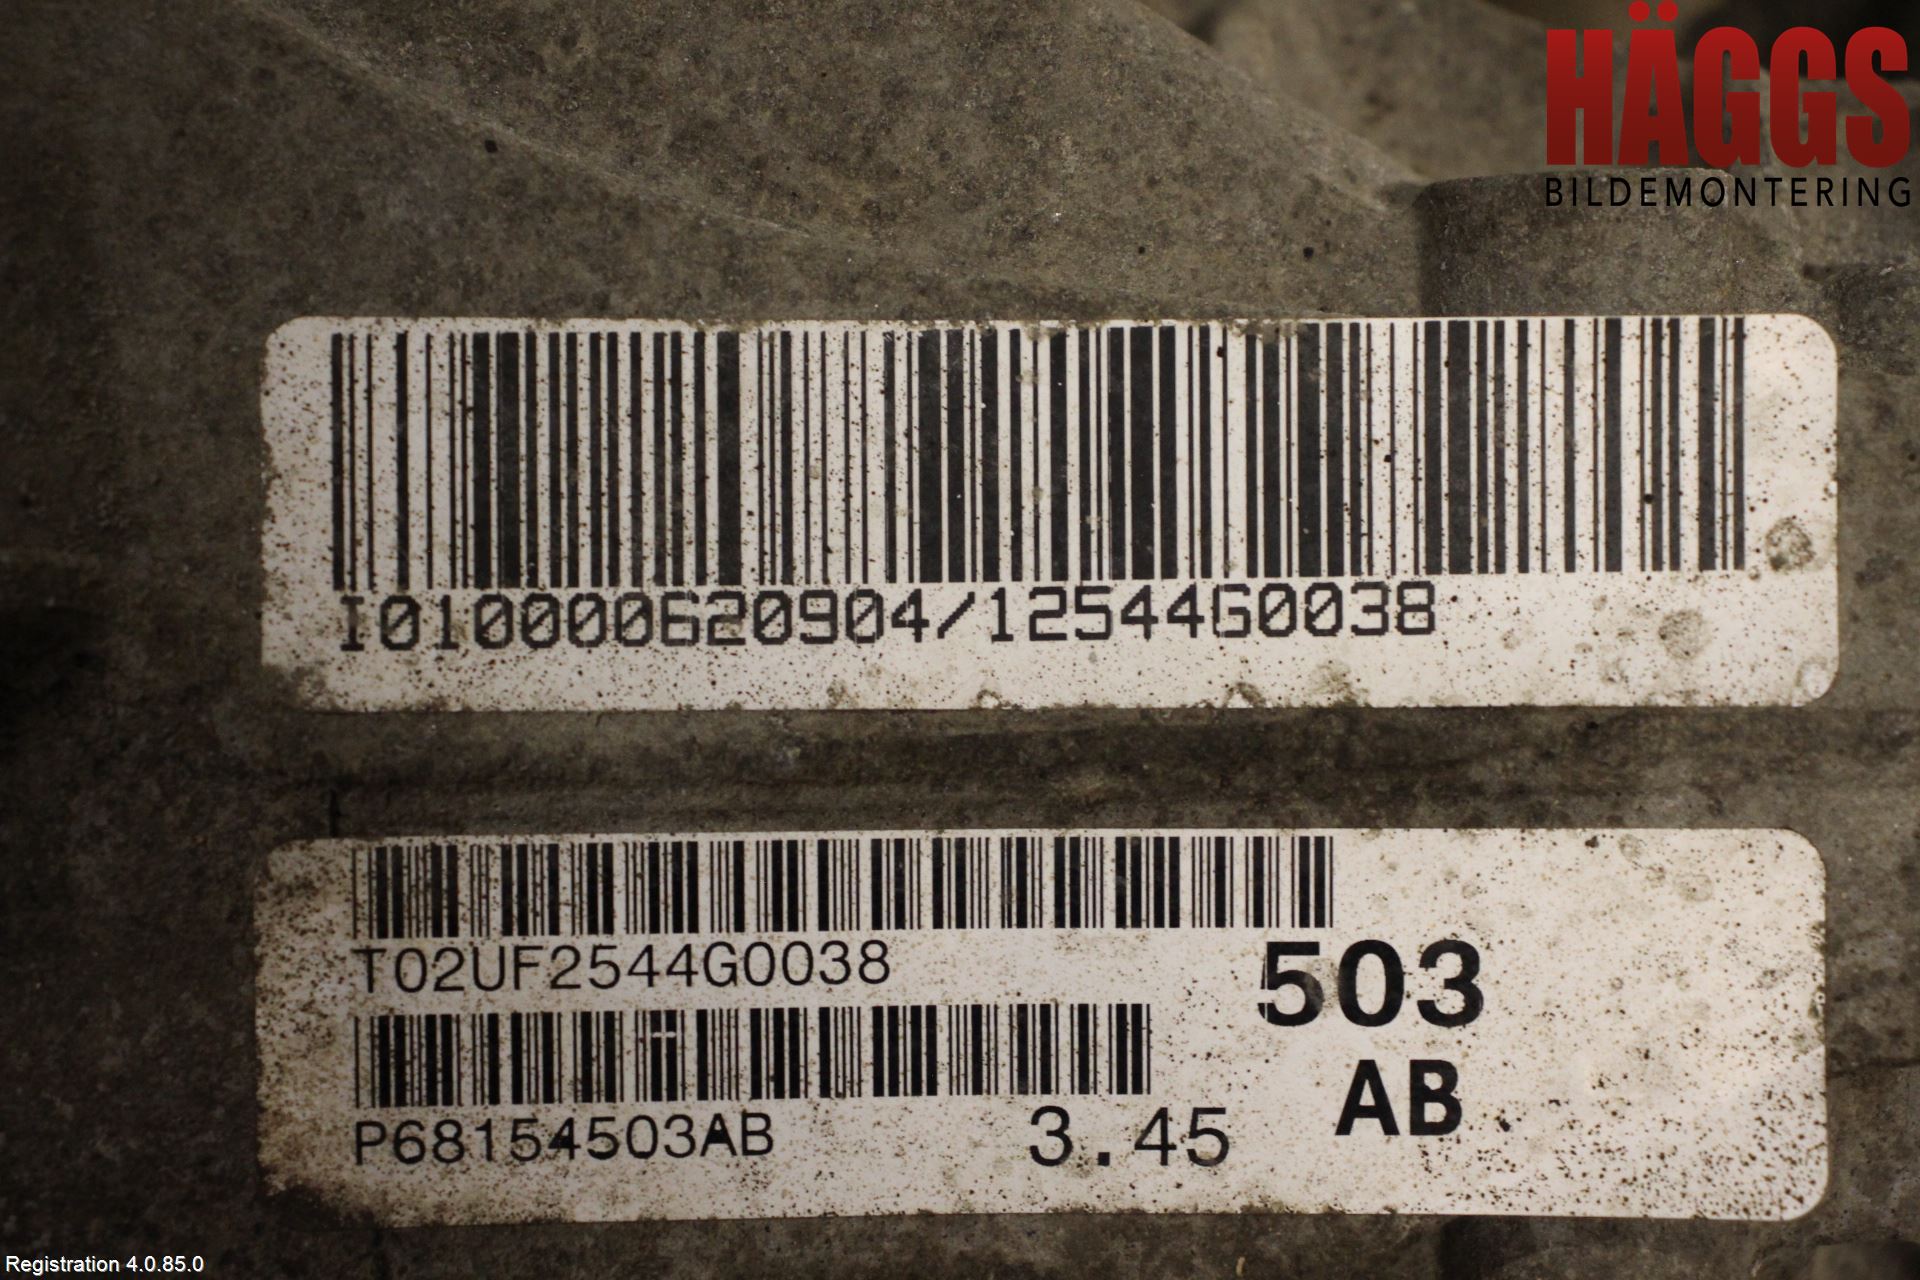 HÄGGS
BILDEMONTERING
I010000620904/12544G0038
T02UF2544G0038
503
AB
P68154503AB 3.45
Registration 4.0.85.0